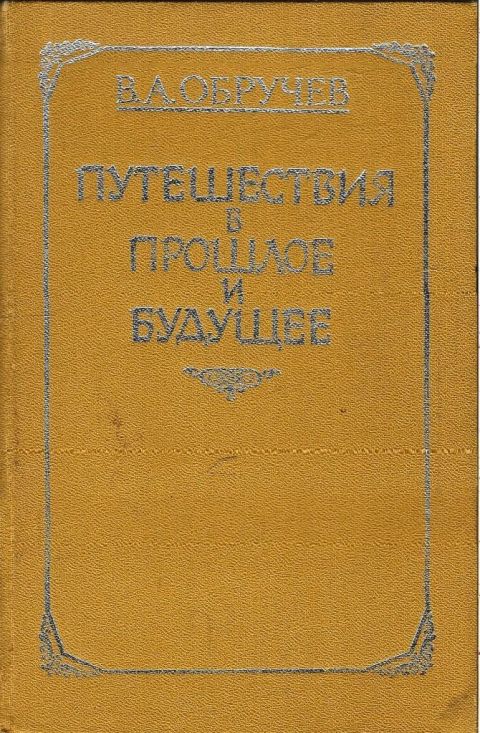 В.А.ОБРУЧЕВ
ПУТЕШЕСТВИЯ
В
ПРОШЛОЕ
И
БУДУЩЕЕ